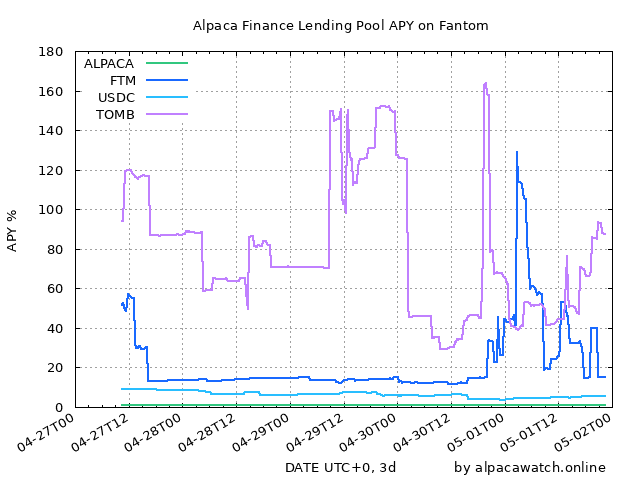 Alpaca Finance Lending Pool APY on Fantom
180
160
140
120
100
80
60
40
20
0
APY %
ALPACA
FTM
USDC
TOMB
04-27T00
04-27T12
04-28T00
04-28T12
04-29T00
04-29T12
04-30T00
04-30T12
05-01T00
05-01T12
05-02T00
DATE UTC+0, 3d
by alpacawatch.online